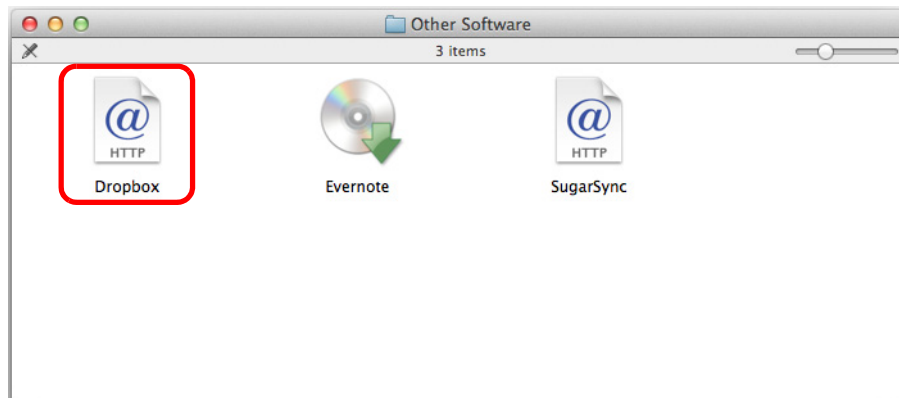 Other Software
3 items
@ @
HTTP HTTP
Dropbox Evernote SugarSync